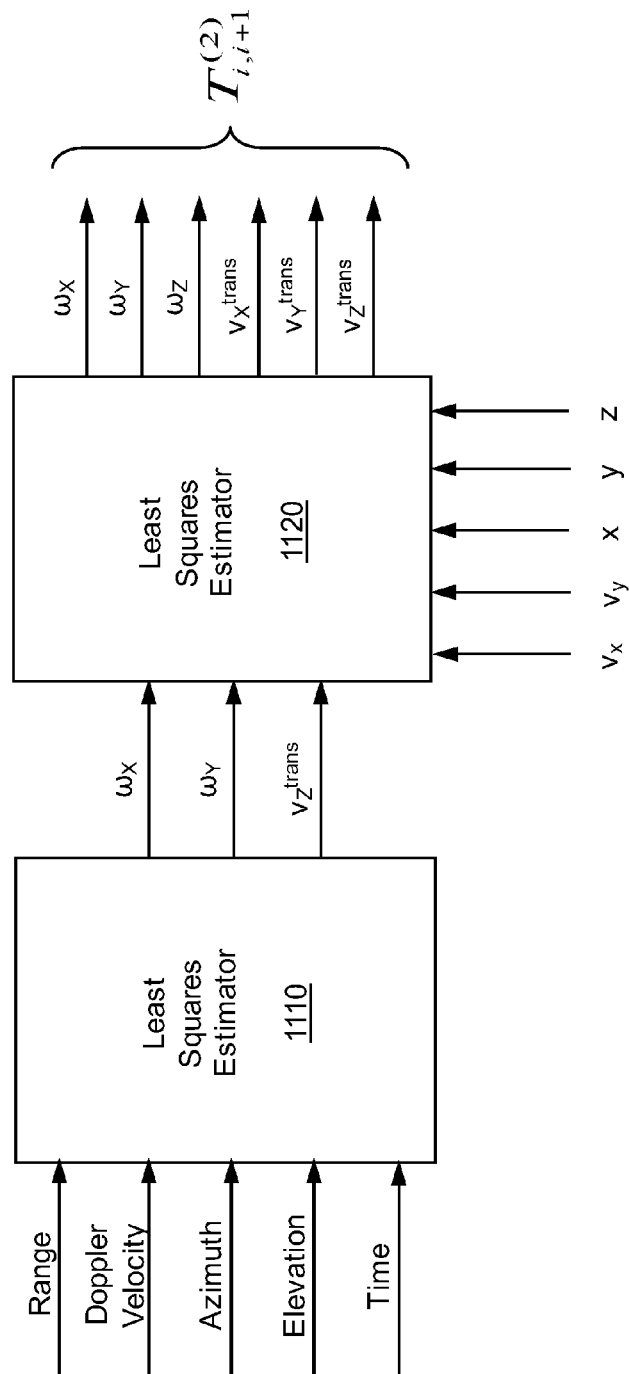 Range
Doppler
Velocity
Azimuth
Elevation
Time
Least
Squares
Estimator
1110
ωX
ωY
vZtrans
Least
Squares
Estimator
1120
vx
vy
x
y
z
ωX
ωY
ωZ
vXtrans
vYtrans
vZtrans
T(2)i,i+1